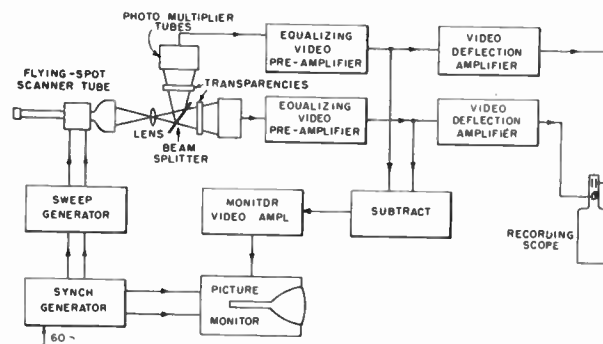 PHOTO MULTIPLIER
TUBES
EQUALIZING
VIDEO
PRE-AMPLIFIER
VIDEO
DEFLECTION
AMPLIFIER
FLYING-SPOT
SCANNER TUBE
TRANSPARENCIES
LENS
BEAM
SPLITTER
EQUALIZING
VIDEO
PRE-AMPLIFIER
VIDEO
DEFLECTION
AMPLIFIER
SWEEP
GENERATOR
MONITOR
VIDEO AMPL
SUBTRACT
RECORDING
SCOPE
SYNCH
GENERATOR
PICTURE
MONITOR
60~